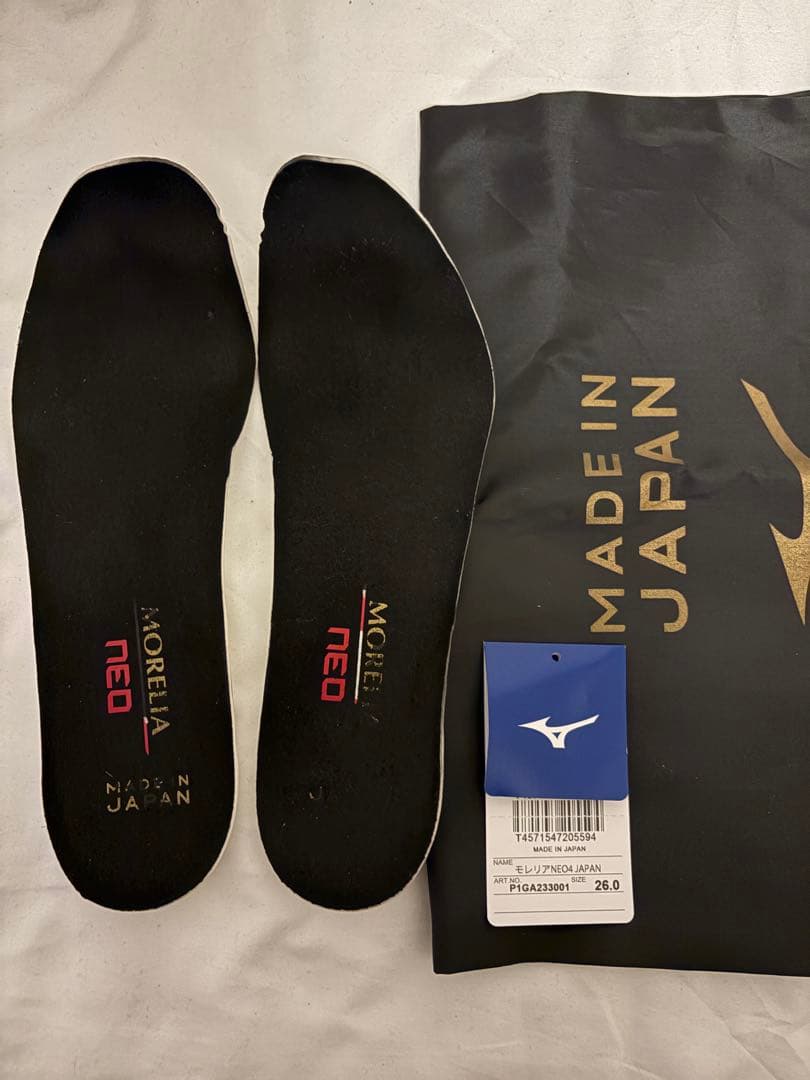 MORELIA
neo
MADE IN
JAPAN
MORELIA
neo
J
MADE IN
JAPAN
T4571547205594
MADE IN JAPAN
NAME モレリアNEO4 JAPAN
ART.NO. P1GA233001 SIZE 26.0